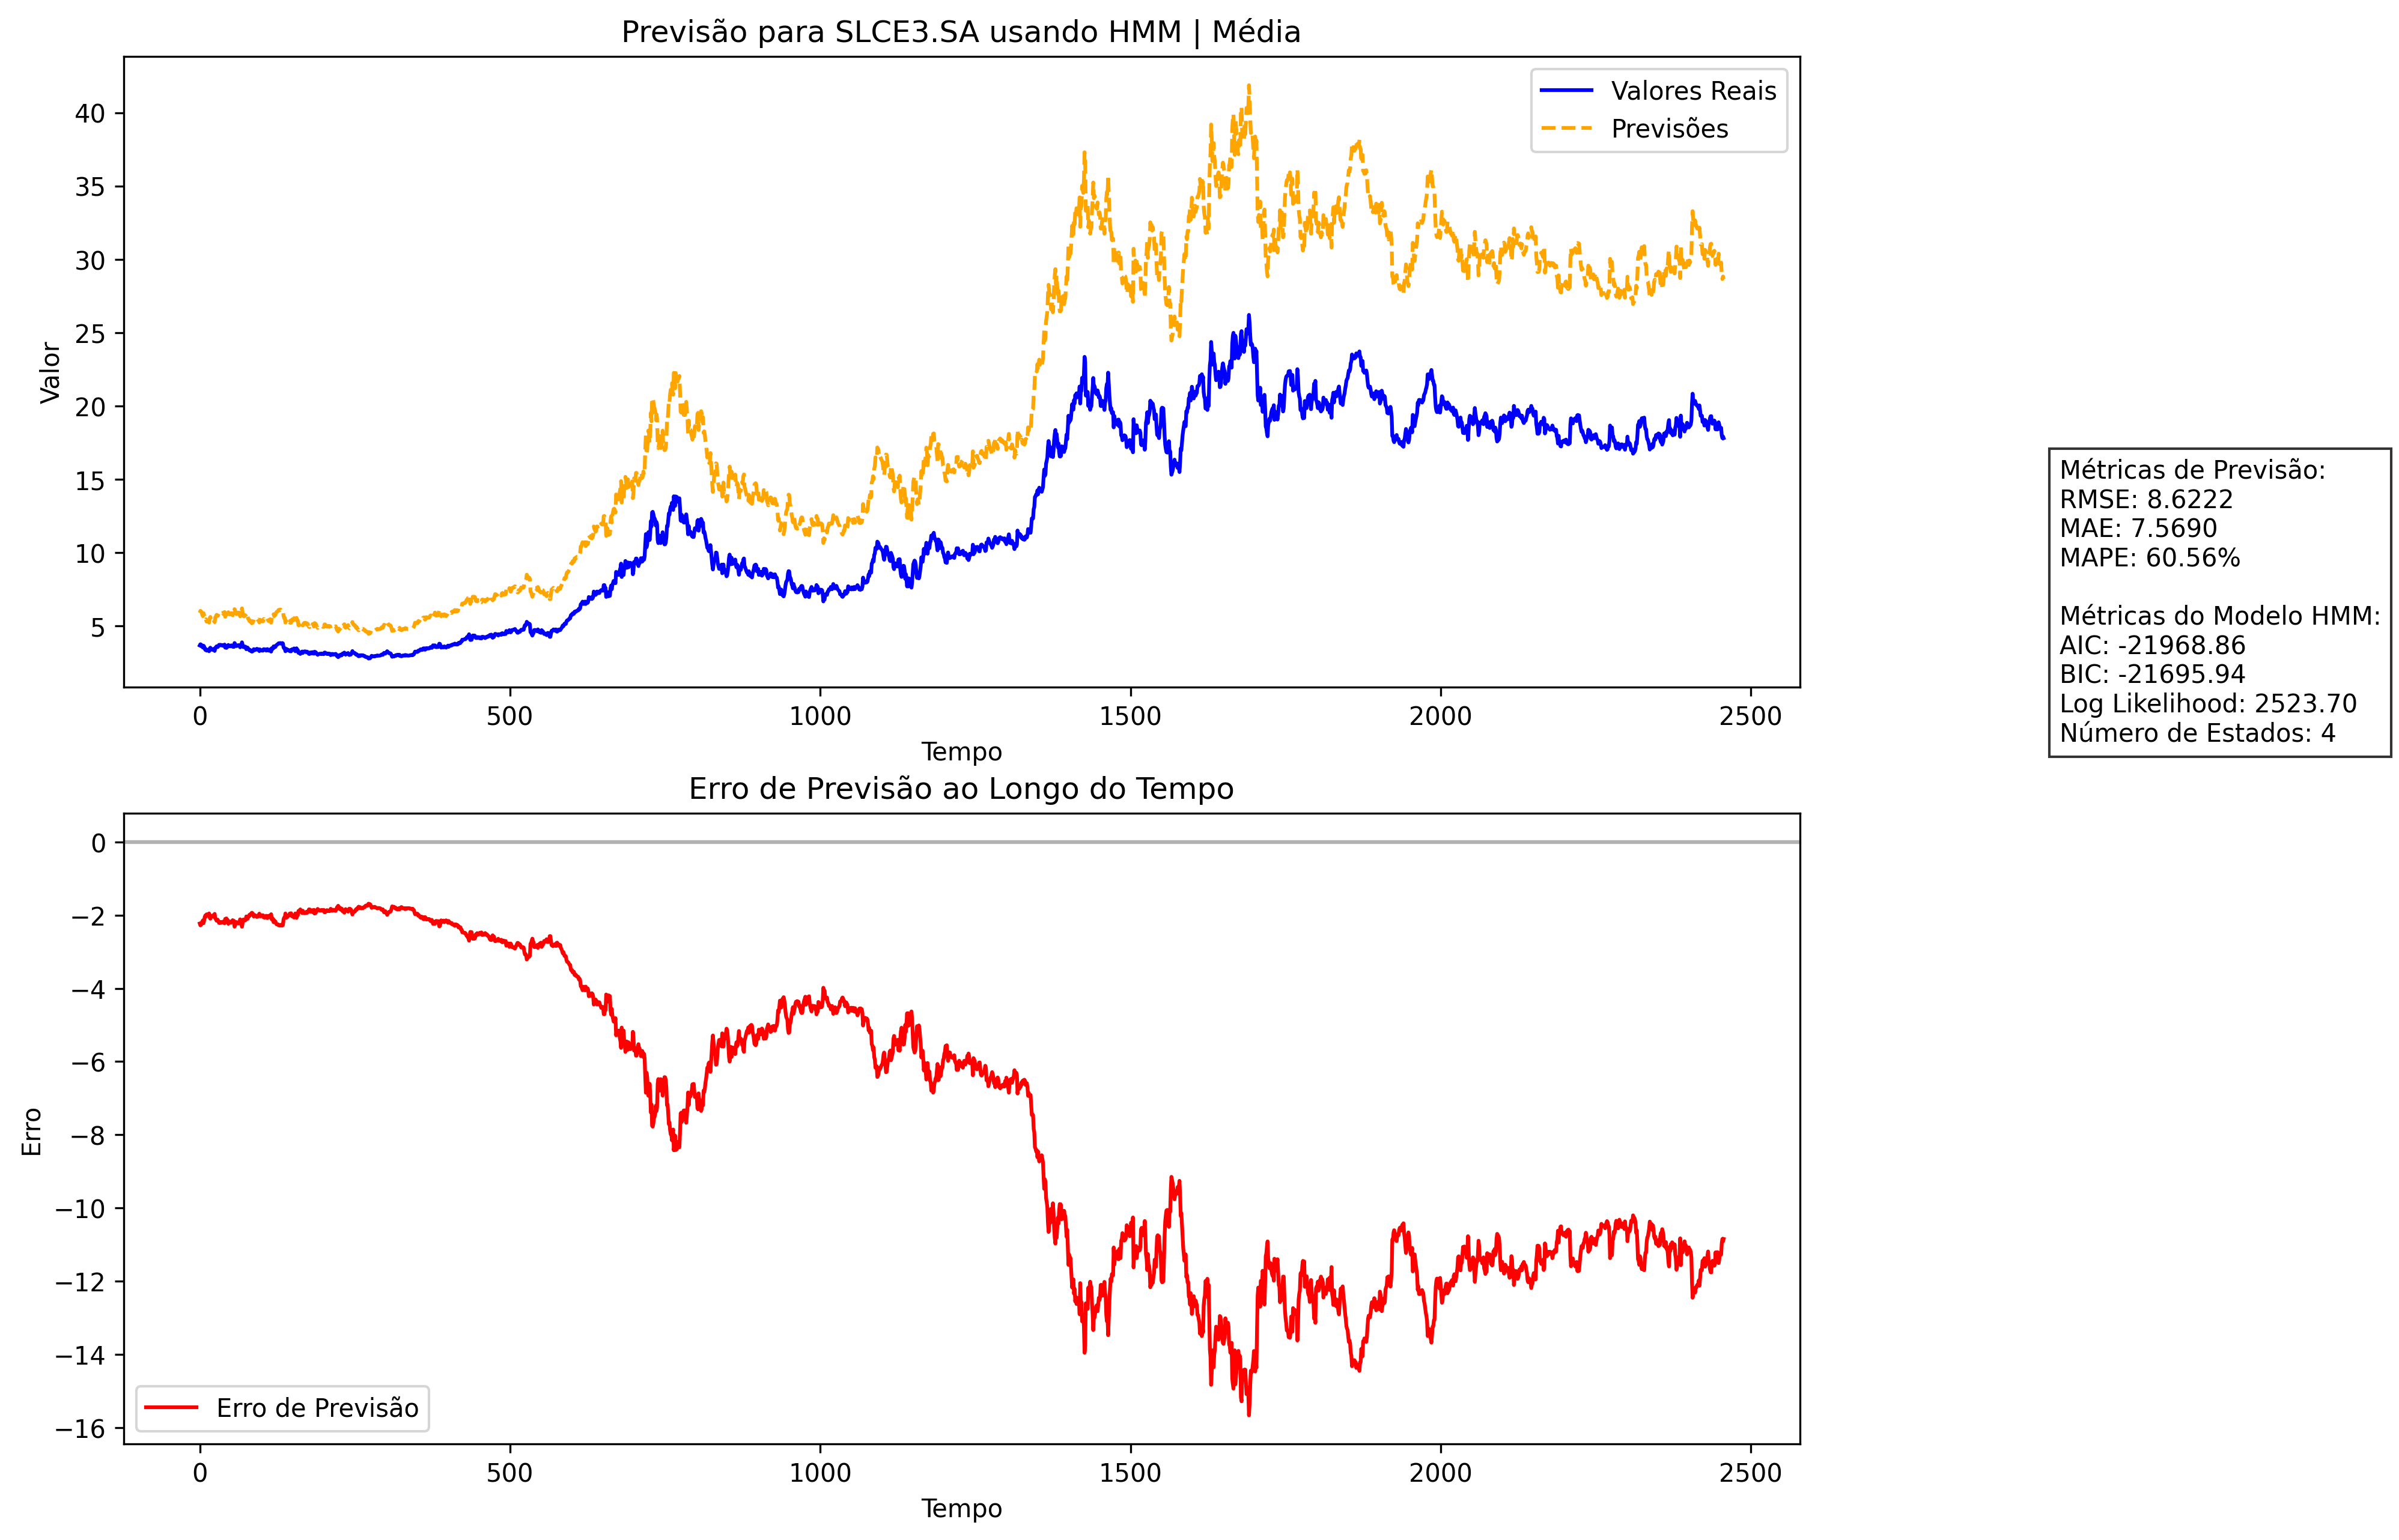 Previsão para SLCE3.SA usando HMM | Média
Valores Reais
Previsões
Valor
40
35
30
25
20
15
10
5
0 500 1000 1500 2000 2500
Tempo
Métricas de Previsão:
RMSE: 8.6222
MAE: 7.5690
MAPE: 60.56%
Métricas do Modelo HMM:
AIC: -21968.86
BIC: -21695.94
Log Likelihood: 2523.70
Número de Estados: 4
Erro de Previsão ao Longo do Tempo
Erro
0
−2
−4
−6
−8
−10
−12
−14
−16
Erro de Previsão
0 500 1000 1500 2000 2500
Tempo